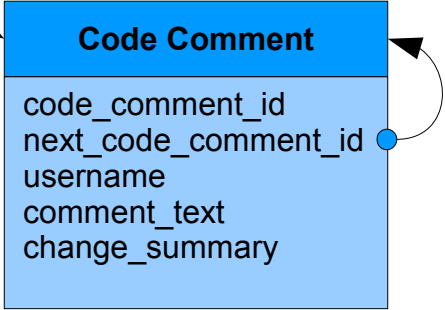 Code Comment
code_comment_id
next_code_comment_id
username
comment_text
change_summary